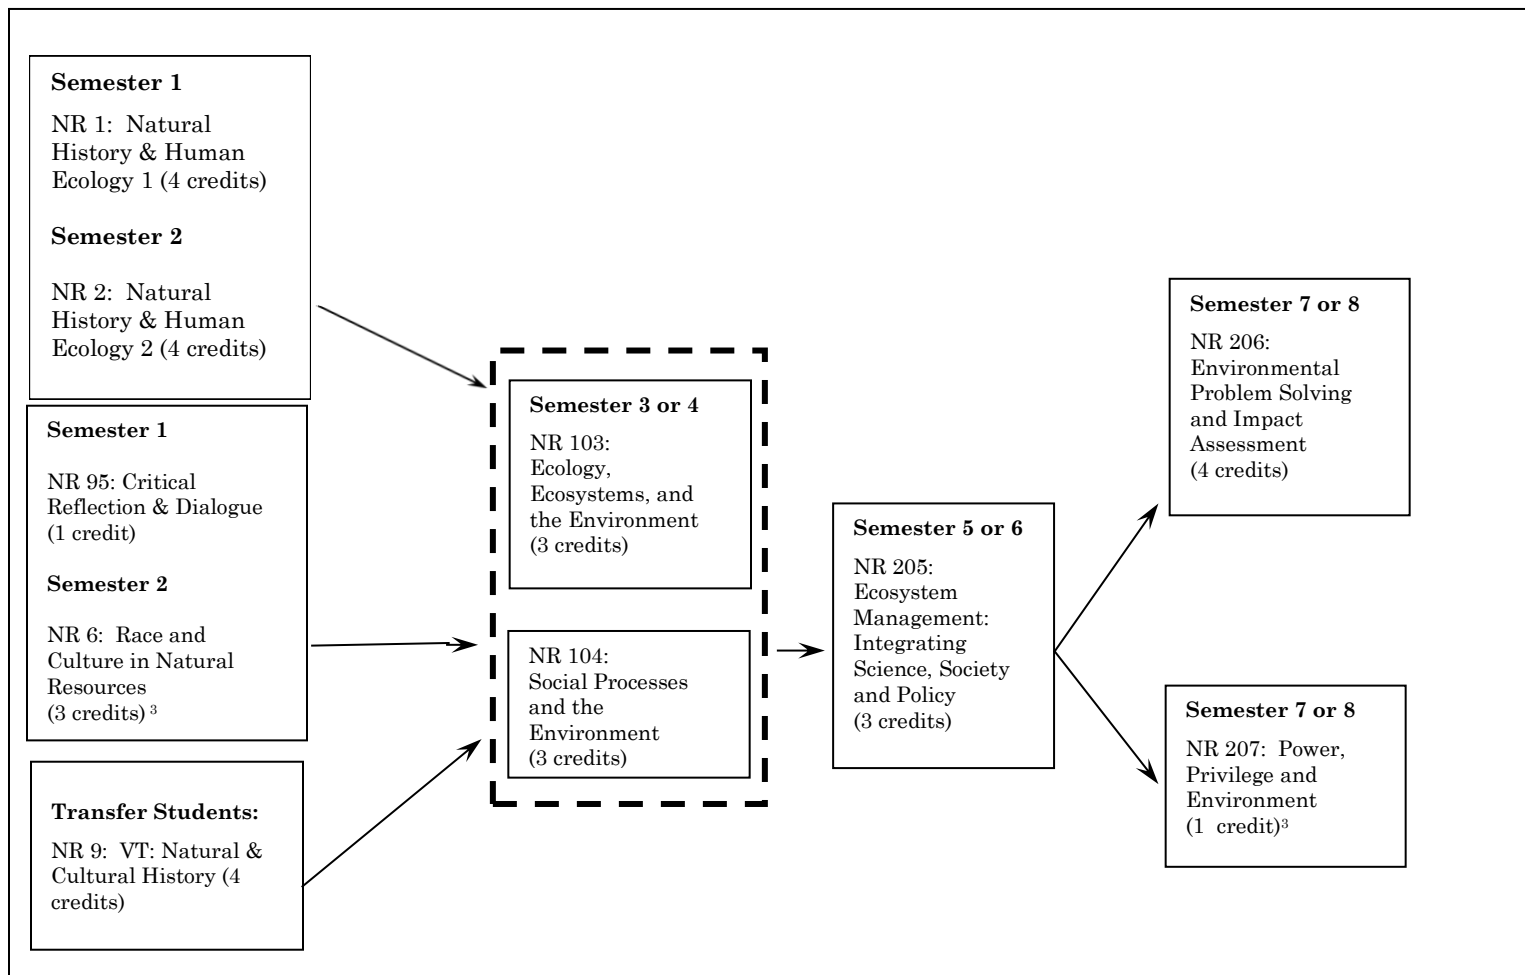 Semester 1
NR 1: Natural
History & Human
Ecology 1 (4 credits)
Semester 2
NR 2: Natural
History & Human
Ecology 2 (4 credits)
Semester 1
NR 95: Critical
Reflection & Dialogue
(1 credit)
Semester 2
NR 6: Race and
Culture in Natural
Resources
(3 credits) 3
Transfer Students:
NR 9: VT: Natural &
Cultural History (4
credits)
Semester 3 or 4
NR 103:
Ecology,
Ecosystems, and
the Environment
(3 credits)
NR 104:
Social Processes
and the
Environment
(3 credits)
Semester 5 or 6
NR 205:
Ecosystem
Management:
Integrating
Science, Society
and Policy
(3 credits)
Semester 7 or 8
NR 206:
Environmental
Problem Solving
and Impact
Assessment
(4 credits)
Semester 7 or 8
NR 207: Power,
Privilege and
Environment
(1 credit)3